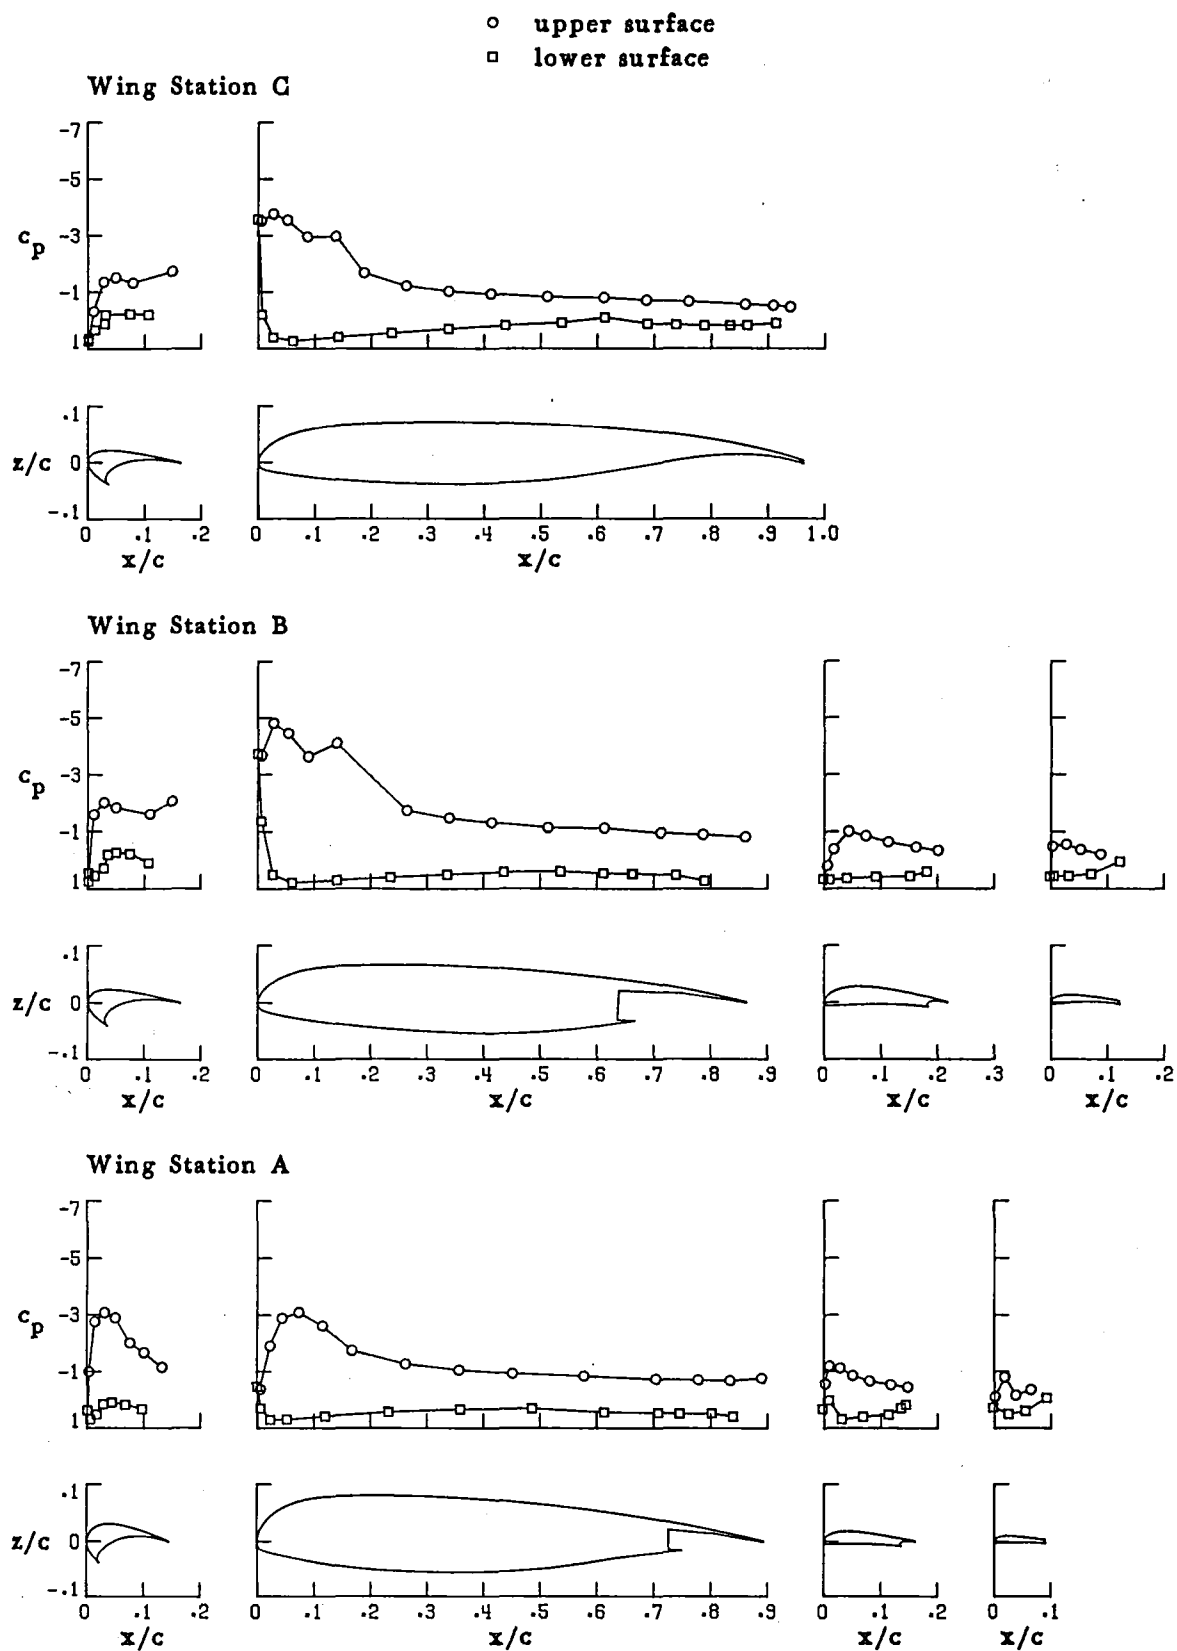 upper surface
lower surface
Wing Station C
-7
-5
-3
-1
1
c_p
.1
0
-.1
z/c
0 .1 .2
x/c
0 .1 .2 .3 .4 .5 .6 .7 .8 .9 1.0
x/c
Wing Station B
-7
-5
-3
-1
1
c_p
.1
0
-.1
z/c
0 .1 .2
x/c
0 .1 .2 .3 .4 .5 .6 .7 .8 .9
x/c
0 .1 .2 .3
x/c
0 .1 .2
x/c
Wing Station A
-7
-5
-3
-1
1
c_p
.1
0
-.1
z/c
0 .1 .2
x/c
0 .1 .2 .3 .4 .5 .6 .7 .8 .9
x/c
0 .1 .2
x/c
0 .1
x/c